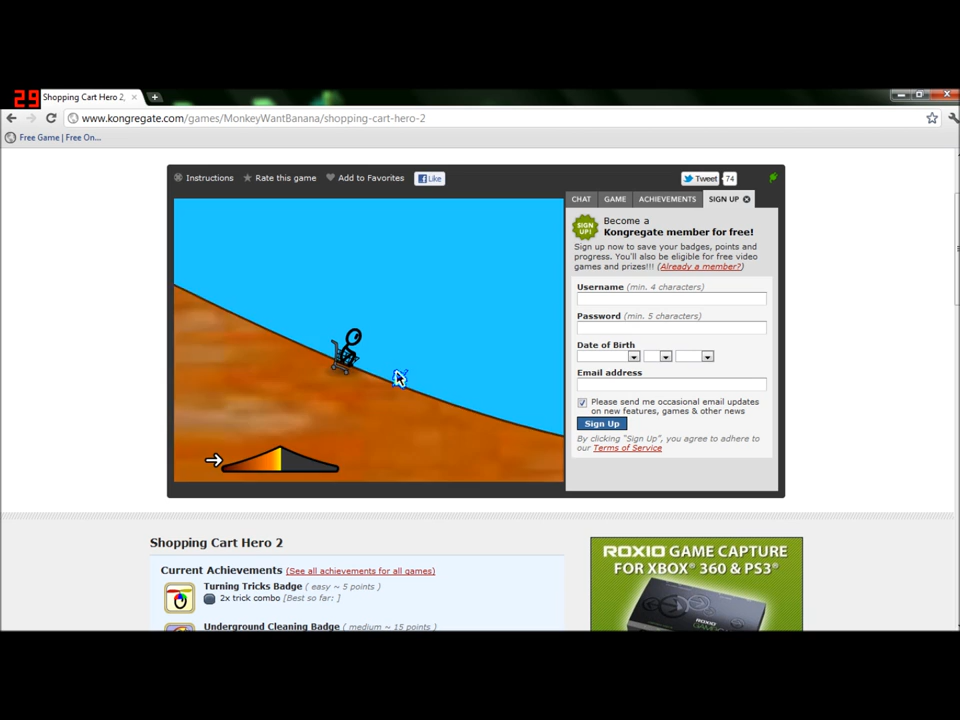 29
Shopping Cart Hero 2,
www.kongregate.com/games/MonkeyWantBanana/shopping-cart-hero-2
Free Game | Free On...
Instructions
Rate this game
Add to Favorites
Like
Tweet
74
CHAT
GAME
ACHIEVEMENTS
SIGN UP
SIGN UP!
Become a
Kongregate member for free!
Sign up now to save your badges, points and
progress. You'll also be eligible for free video
games and prizes!!! (Already a member?)
Username (min. 4 characters)
Password (min. 5 characters)
Date of Birth
Email address
Please send me occasional email updates
on new features, games & other news
Sign Up
By clicking "Sign Up", you agree to adhere to
our Terms of Service
Shopping Cart Hero 2
Current Achievements (See all achievements for all games)
Turning Tricks Badge ( easy ~ 5 points )
2x trick combo [Best so far: ]
Underground Cleaning Badge ( medium ~ 15 points )
ROXIO GAME CAPTURE
FOR XBOX® 360 & PS3®